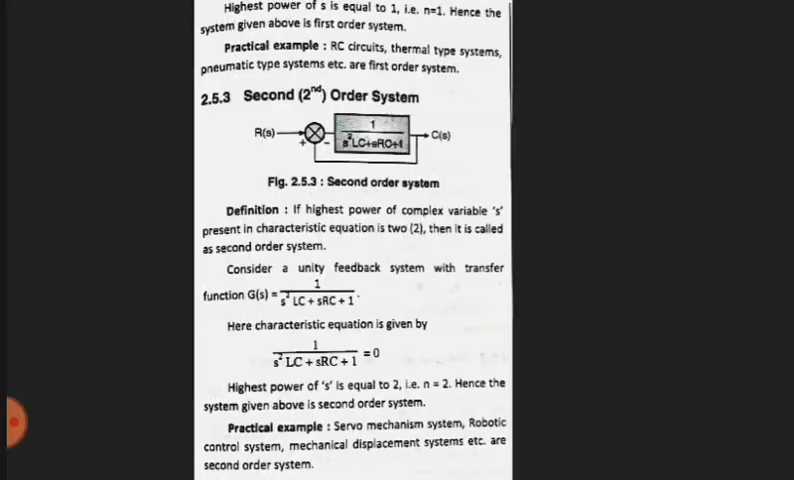 Highest power of s is equal to 1, i.e. n=1. Hence the
system given above is first order system.
Practical example : RC circuits, thermal type systems,
pneumatic type systems etc. are first order system.
2.5.3 Second (2nd) Order System
R(s) + - 1 / s²LC+sRC+1 C(s)
Fig. 2.5.3 : Second order system
Definition : If highest power of complex variable 's'
present in characteristic equation is two (2), then it is called
as second order system.
Consider a unity feedback system with transfer
function G(s) = 1 / s² LC + sRC + 1 .
Here characteristic equation is given by
1 / s² LC + sRC + 1 = 0
Highest power of 's' is equal to 2, i.e. n = 2. Hence the
system given above is second order system.
Practical example : Servo mechanism system, Robotic
control system, mechanical displacement systems etc. are
second order system.